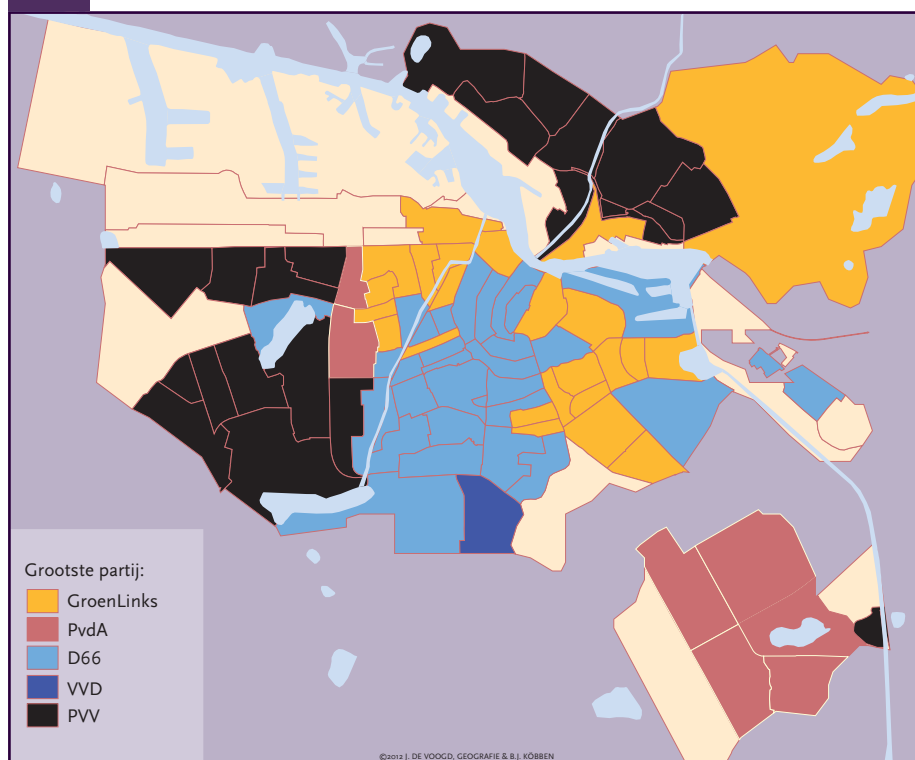 Grootste partij:
GroenLinks
PvdA
D66
VVD
PVV
©2012 J. DE VOOGD, GEOGRAFIE & B.J. KÖBBEN